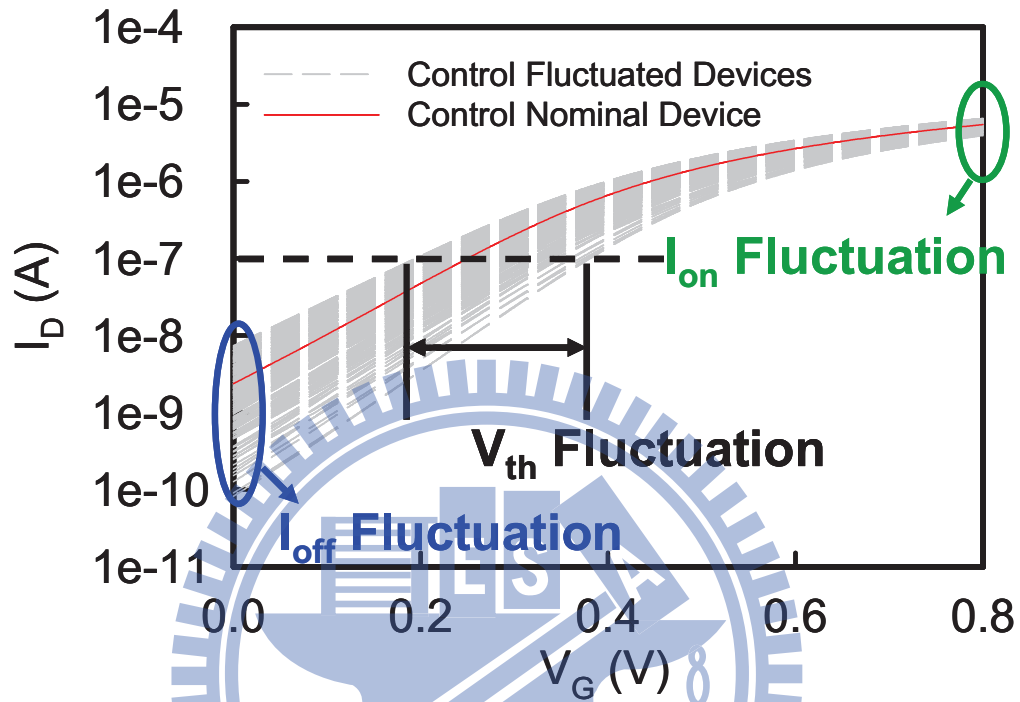 1e-4
1e-5
1e-6
1e-7
1e-8
1e-9
1e-10
1e-11
I_D (A)
Control Fluctuated Devices
Control Nominal Device
I_on Fluctuation
V_th Fluctuation
I_off Fluctuation
ESA
8
0.0 0.2 0.4 0.6 0.8
V_G (V)